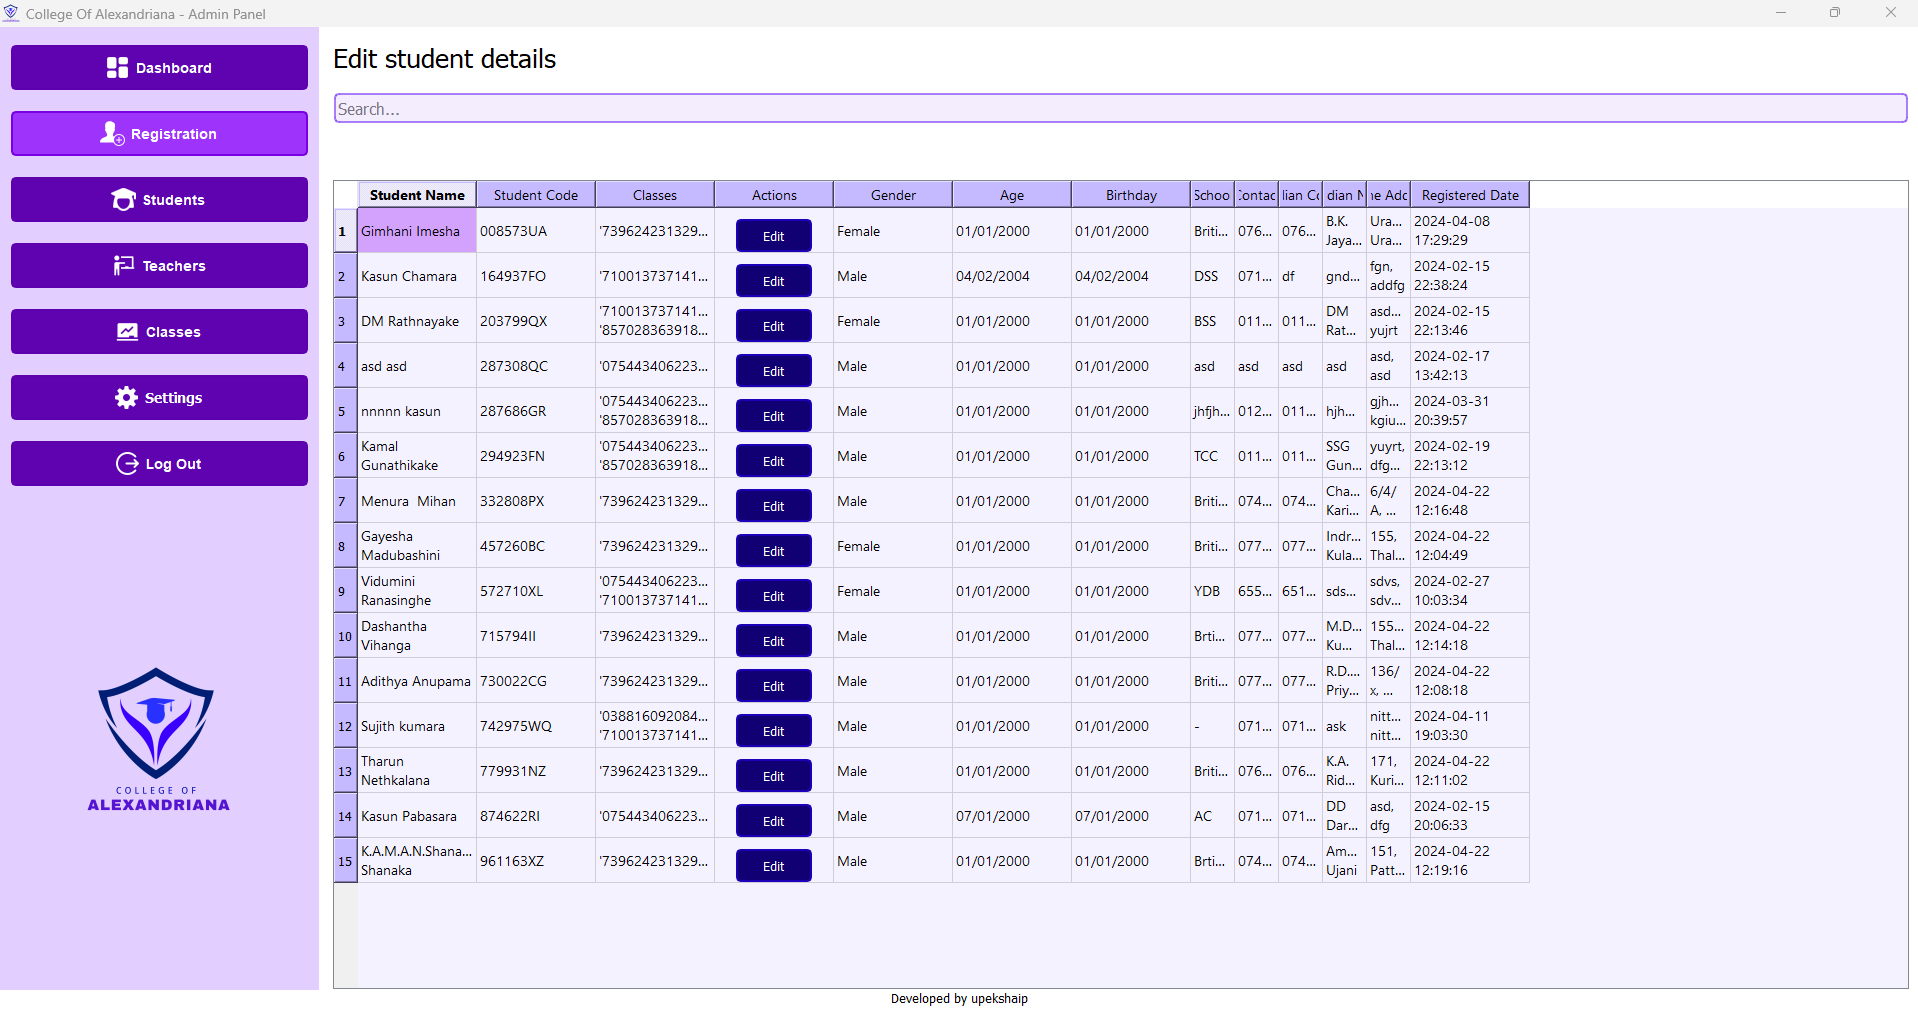 College Of Alexandriana - Admin Panel
Dashboard
Registration
Students
Teachers
Classes
Settings
Log Out
COLLEGE OF
ALEXANDRIANA
Edit student details
Search...
Student Name Student Code Classes Actions Gender Age Birthday Schoo Contac lian Co dian N ne Adc Registered Date
1 Gimhani Imesha 008573UA '739624231329... Edit Female 01/01/2000 01/01/2000 Briti... 076... 076... B.K. Jaya... Ura... Ura... 2024-04-08 17:29:29
2 Kasun Chamara 164937FO '710013737141... Edit Male 04/02/2004 04/02/2004 DSS 071... df gnd... fgn, addfg 2024-02-15 22:38:24
3 DM Rathnayake 203799QX '710013737141... '857028363918... Edit Female 01/01/2000 01/01/2000 BSS 011... 011... DM Rat... asd... yujrt 2024-02-15 22:13:46
4 asd asd 287308QC '075443406223... Edit Male 01/01/2000 01/01/2000 asd asd asd asd asd, asd 2024-02-17 13:42:13
5 nnnnn kasun 287686GR '075443406223... '857028363918... Edit Male 01/01/2000 01/01/2000 jhfjh... 012... 011... hjh... gjh... kgiu... 2024-03-31 20:39:57
6 Kamal Gunathikake 294923FN '075443406223... '857028363918... Edit Male 01/01/2000 01/01/2000 TCC 011... 011... SSG Gun... yuyrt, dfg... 2024-02-19 22:13:12
7 Menura  Mihan 332808PX '739624231329... Edit Male 01/01/2000 01/01/2000 Briti... 074... 074... Cha... Kari... 6/4/ A, ... 2024-04-22 12:16:48
8 Gayesha Madubashini 457260BC '739624231329... Edit Female 01/01/2000 01/01/2000 Briti... 077... 077... Indr... Kula... 155, Thal... 2024-04-22 12:04:49
9 Vidumini Ranasinghe 572710XL '075443406223... '710013737141... Edit Female 01/01/2000 01/01/2000 YDB 655... 651... sds... sdvs, sdv... 2024-02-27 10:03:34
10 Dashantha Vihanga 715794II '739624231329... Edit Male 01/01/2000 01/01/2000 Brti... 077... 077... M.D... Ku... 155... Thal... 2024-04-22 12:14:18
11 Adithya Anupama 730022CG '739624231329... Edit Male 01/01/2000 01/01/2000 Briti... 077... 077... R.D.... Priy... 136/ x, ... 2024-04-22 12:08:18
12 Sujith kumara 742975WQ '038816092084... '710013737141... Edit Male 01/01/2000 01/01/2000 - 071... 071... ask nitt... nitt... 2024-04-11 19:03:30
13 Tharun Nethkalana 779931NZ '739624231329... Edit Male 01/01/2000 01/01/2000 Briti... 076... 076... K.A. Rid... 171, Kuri... 2024-04-22 12:11:02
14 Kasun Pabasara 874622RI '075443406223... Edit Male 07/01/2000 07/01/2000 AC 071... 071... DD Dar... asd, dfg 2024-02-15 20:06:33
15 K.A.M.A.N.Shana... Shanaka 961163XZ '739624231329... Edit Male 01/01/2000 01/01/2000 Brti... 074... 074... Am... Ujani 151, Patt... 2024-04-22 12:19:16
Developed by upekshaip